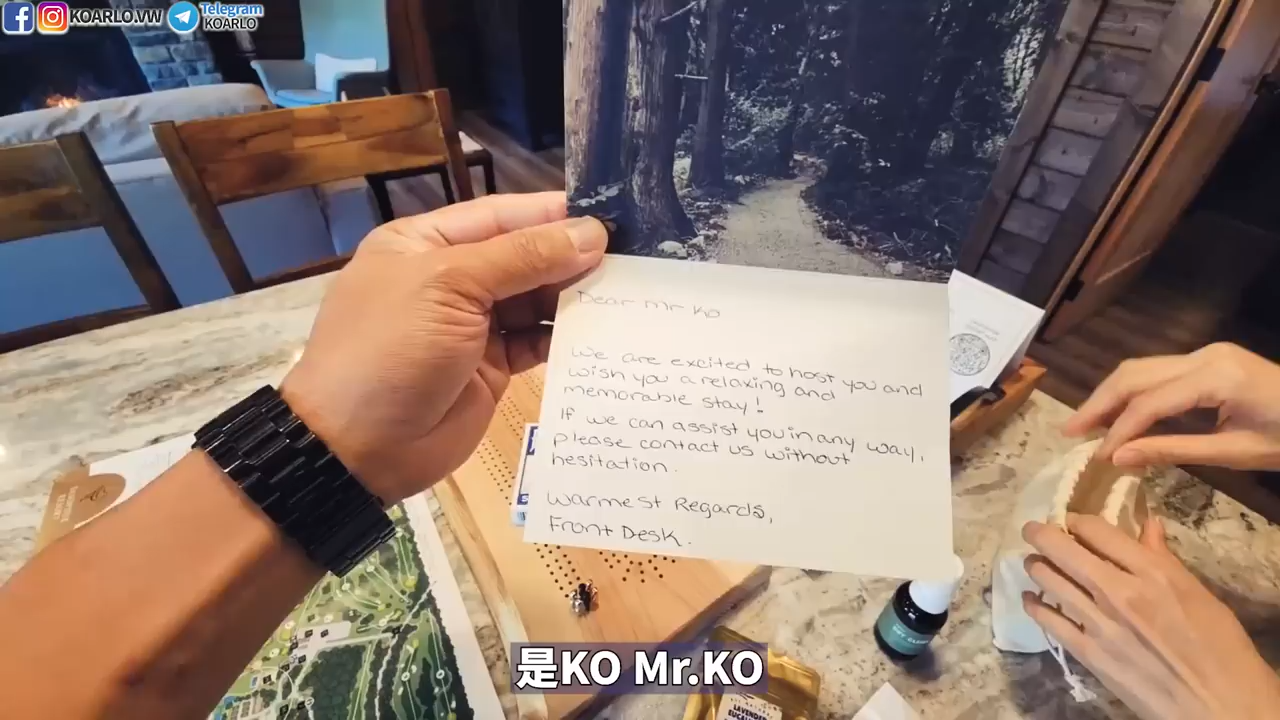 KOARLO.VW
Telegram
KOARLO
Dear Mr KO
We are excited to host you and
wish you a relaxing and
memorable stay!
If we can assist you in any way,
please contact us without
hesitation.
Warmest Regards,
Front Desk.
LAVENDER
是KO Mr.KO